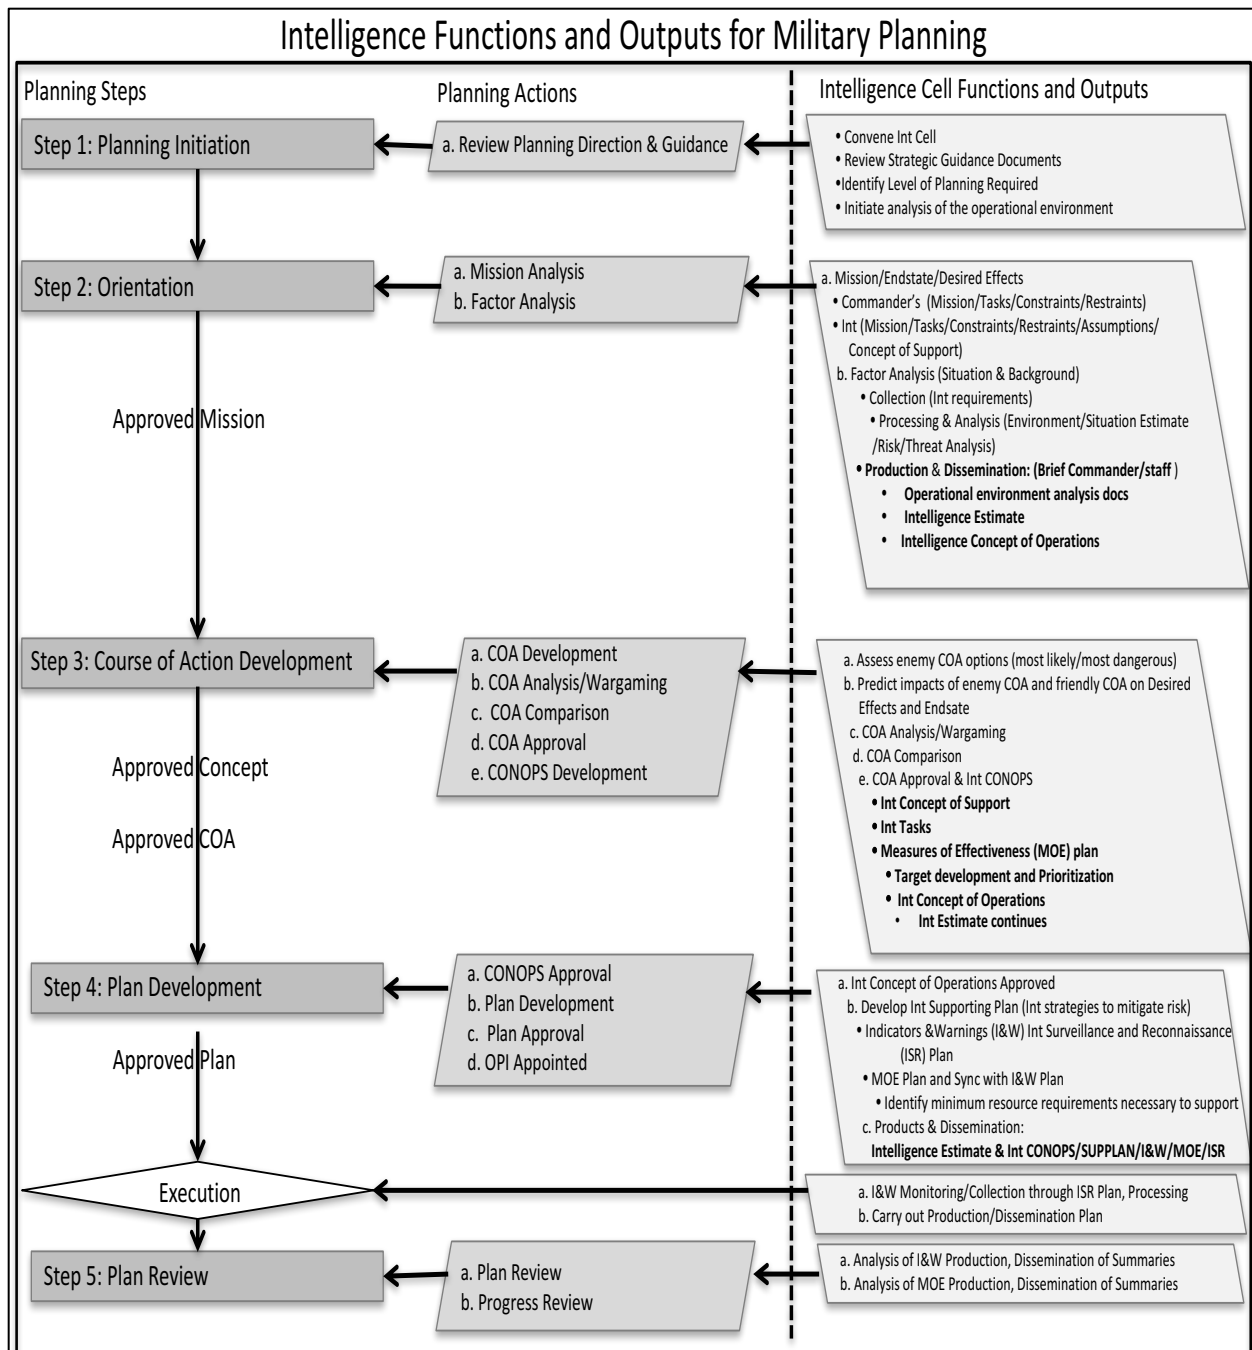 Intelligence Functions and Outputs for Military Planning
Planning Steps
Planning Actions
Intelligence Cell Functions and Outputs
Step 1: Planning Initiation
a. Review Planning Direction & Guidance
• Convene Int Cell
• Review Strategic Guidance Documents
•Identify Level of Planning Required
• Initiate analysis of the operational environment
Step 2: Orientation
a. Mission Analysis
b. Factor Analysis
a. Mission/Endstate/Desired Effects
• Commander's (Mission/Tasks/Constraints/Restraints)
• Int (Mission/Tasks/Constraints/Restraints/Assumptions/
Concept of Support)
b. Factor Analysis (Situation & Background)
• Collection (Int requirements)
• Processing & Analysis (Environment/Situation Estimate
/Risk/Threat Analysis)
• Production & Dissemination: (Brief Commander/staff )
• Operational environment analysis docs
• Intelligence Estimate
• Intelligence Concept of Operations
Approved Mission
Step 3: Course of Action Development
a. COA Development
b. COA Analysis/Wargaming
c. COA Comparison
d. COA Approval
e. CONOPS Development
a. Assess enemy COA options (most likely/most dangerous)
b. Predict impacts of enemy COA and friendly COA on Desired
Effects and Endsate
c. COA Analysis/Wargaming
d. COA Comparison
e. COA Approval & Int CONOPS
• Int Concept of Support
• Int Tasks
• Measures of Effectiveness (MOE) plan
• Target development and Prioritization
• Int Concept of Operations
• Int Estimate continues
Approved Concept
Approved COA
Step 4: Plan Development
a. CONOPS Approval
b. Plan Development
c. Plan Approval
d. OPI Appointed
a. Int Concept of Operations Approved
b. Develop Int Supporting Plan (Int strategies to mitigate risk)
• Indicators &Warnings (I&W) Int Surveillance and Reconnaissance
(ISR) Plan
• MOE Plan and Sync with I&W Plan
• Identify minimum resource requirements necessary to support
c. Products & Dissemination:
Intelligence Estimate & Int CONOPS/SUPPLAN/I&W/MOE/ISR
Approved Plan
Execution
a. I&W Monitoring/Collection through ISR Plan, Processing
b. Carry out Production/Dissemination Plan
Step 5: Plan Review
a. Plan Review
b. Progress Review
a. Analysis of I&W Production, Dissemination of Summaries
b. Analysis of MOE Production, Dissemination of Summaries